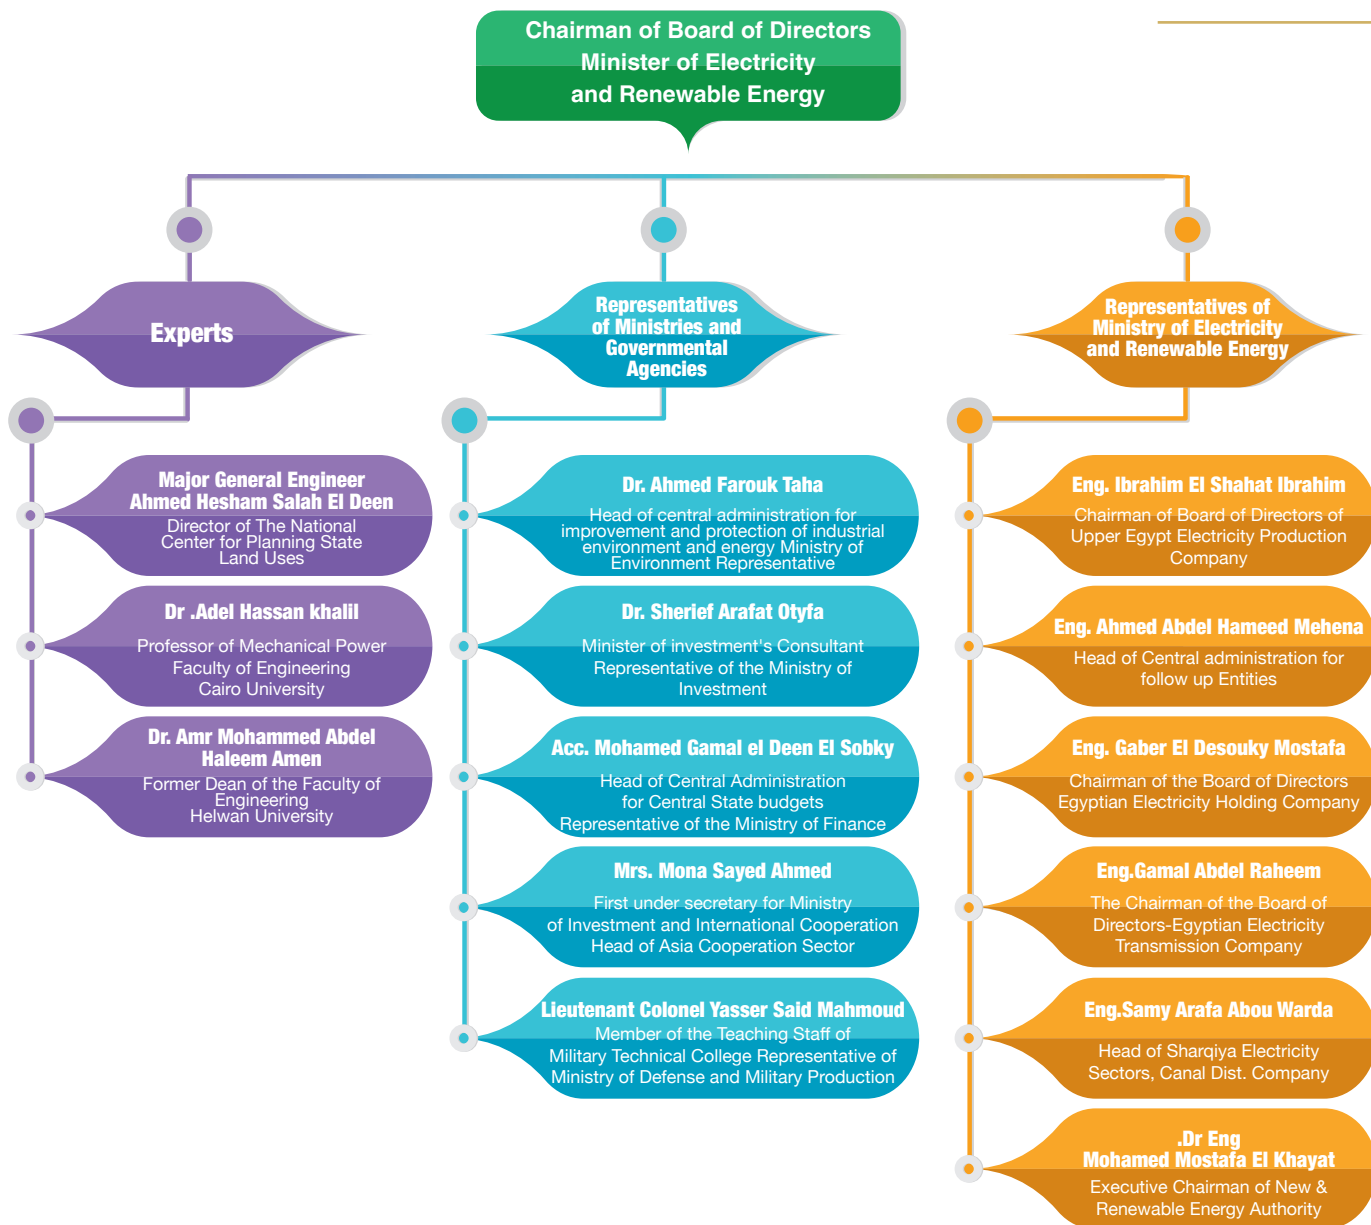 Chairman of Board of Directors
Minister of Electricity
and Renewable Energy
Experts
Major General Engineer
Ahmed Hesham Salah El Deen
Director of The National
Center for Planning State
Land Uses
Dr .Adel Hassan khalil
Professor of Mechanical Power
Faculty of Engineering
Cairo University
Dr. Amr Mohammed Abdel
Haleem Amen
Former Dean of the Faculty of
Engineering
Helwan University
Representatives
of Ministries and
Governmental
Agencies
Dr. Ahmed Farouk Taha
Head of central administration for
improvement and protection of industrial
environment and energy Ministry of
Environment Representative
Dr. Sherief Arafat Otyfa
Minister of investment's Consultant
Representative of the Ministry of
Investment
Acc. Mohamed Gamal el Deen El Sobky
Head of Central Administration
for Central State budgets
Representative of the Ministry of Finance
Mrs. Mona Sayed Ahmed
First under secretary for Ministry
of Investment and International Cooperation
Head of Asia Cooperation Sector
Lieutenant Colonel Yasser Said Mahmoud
Member of the Teaching Staff of
Military Technical College Representative of
Ministry of Defense and Military Production
Representatives of
Ministry of Electricity
and Renewable Energy
Eng. Ibrahim El Shahat Ibrahim
Chairman of Board of Directors of
Upper Egypt Electricity Production
Company
Eng. Ahmed Abdel Hameed Mehena
Head of Central administration for
follow up Entities
Eng. Gaber El Desouky Mostafa
Chairman of the Board of Directors
Egyptian Electricity Holding Company
Eng.Gamal Abdel Raheem
The Chairman of the Board of
Directors-Egyptian Electricity
Transmission Company
Eng.Samy Arafa Abou Warda
Head of Sharqiya Electricity
Sectors, Canal Dist. Company
.Dr Eng
Mohamed Mostafa El Khayat
Executive Chairman of New &
Renewable Energy Authority